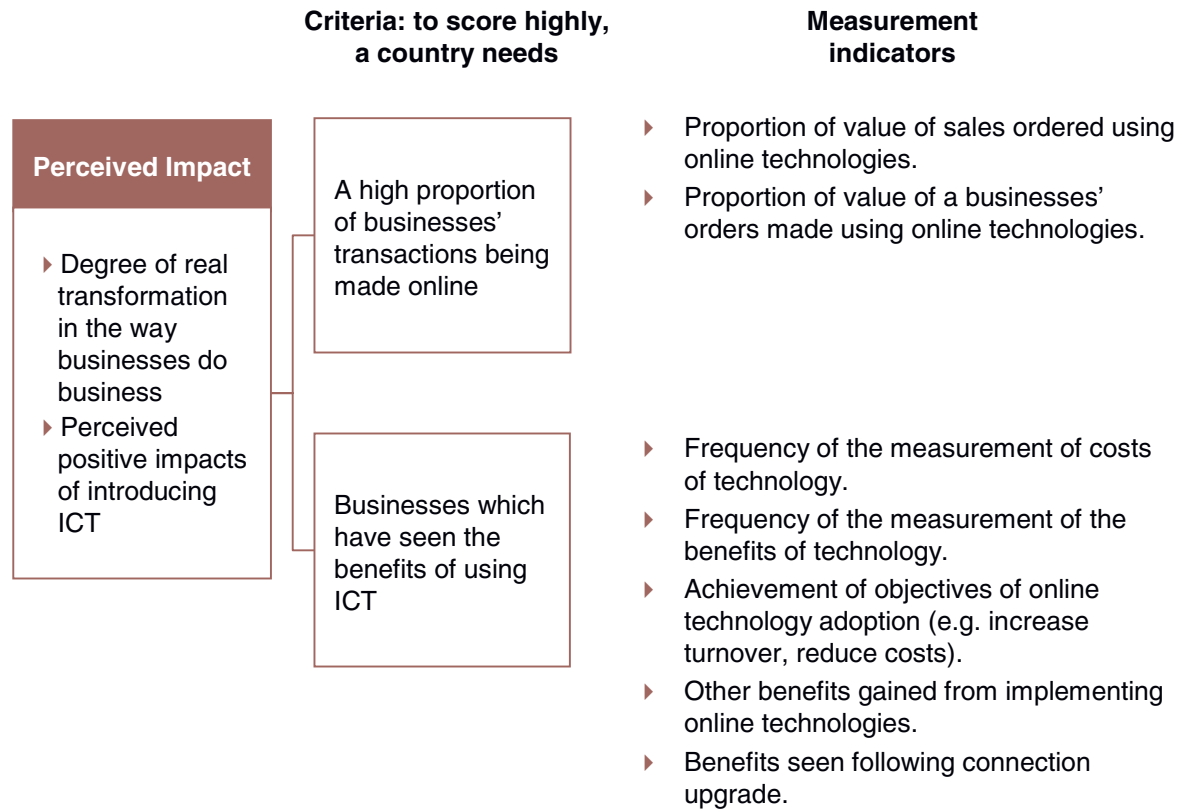 Criteria: to score highly,
a country needs
Measurement
indicators
Perceived Impact
Degree of real
transformation
in the way
businesses do
business
Perceived
positive impacts
of introducing
ICT
A high proportion
of businesses’
transactions being
made online
Proportion of value of sales ordered using
online technologies.
Proportion of value of a businesses’
orders made using online technologies.
Businesses which
have seen the
benefits of using
ICT
Frequency of the measurement of costs
of technology.
Frequency of the measurement of the
benefits of technology.
Achievement of objectives of online
technology adoption (e.g. increase
turnover, reduce costs).
Other benefits gained from implementing
online technologies.
Benefits seen following connection
upgrade.